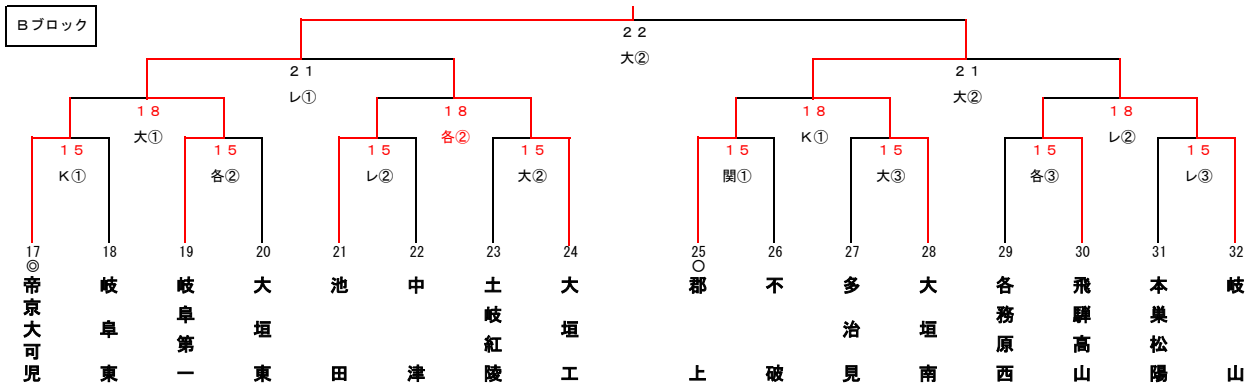 Bブロック
22
大②
21
レ①
21
大②
18
大①
18
各②
18
K①
18
レ②
15
K①
15
各②
15
レ②
15
大②
15
関①
15
大③
15
各③
15
レ③
17 18 19 20 21 22 23 24 25 26 27 28 29 30 31 32
◎ ○
帝京大可児
岐阜東
岐阜第一
大垣東
池田
中津
土岐紅陵
大垣工
郡上
不破
多治見
大垣南
各務原西
飛騨高山
本巣松陽
岐山